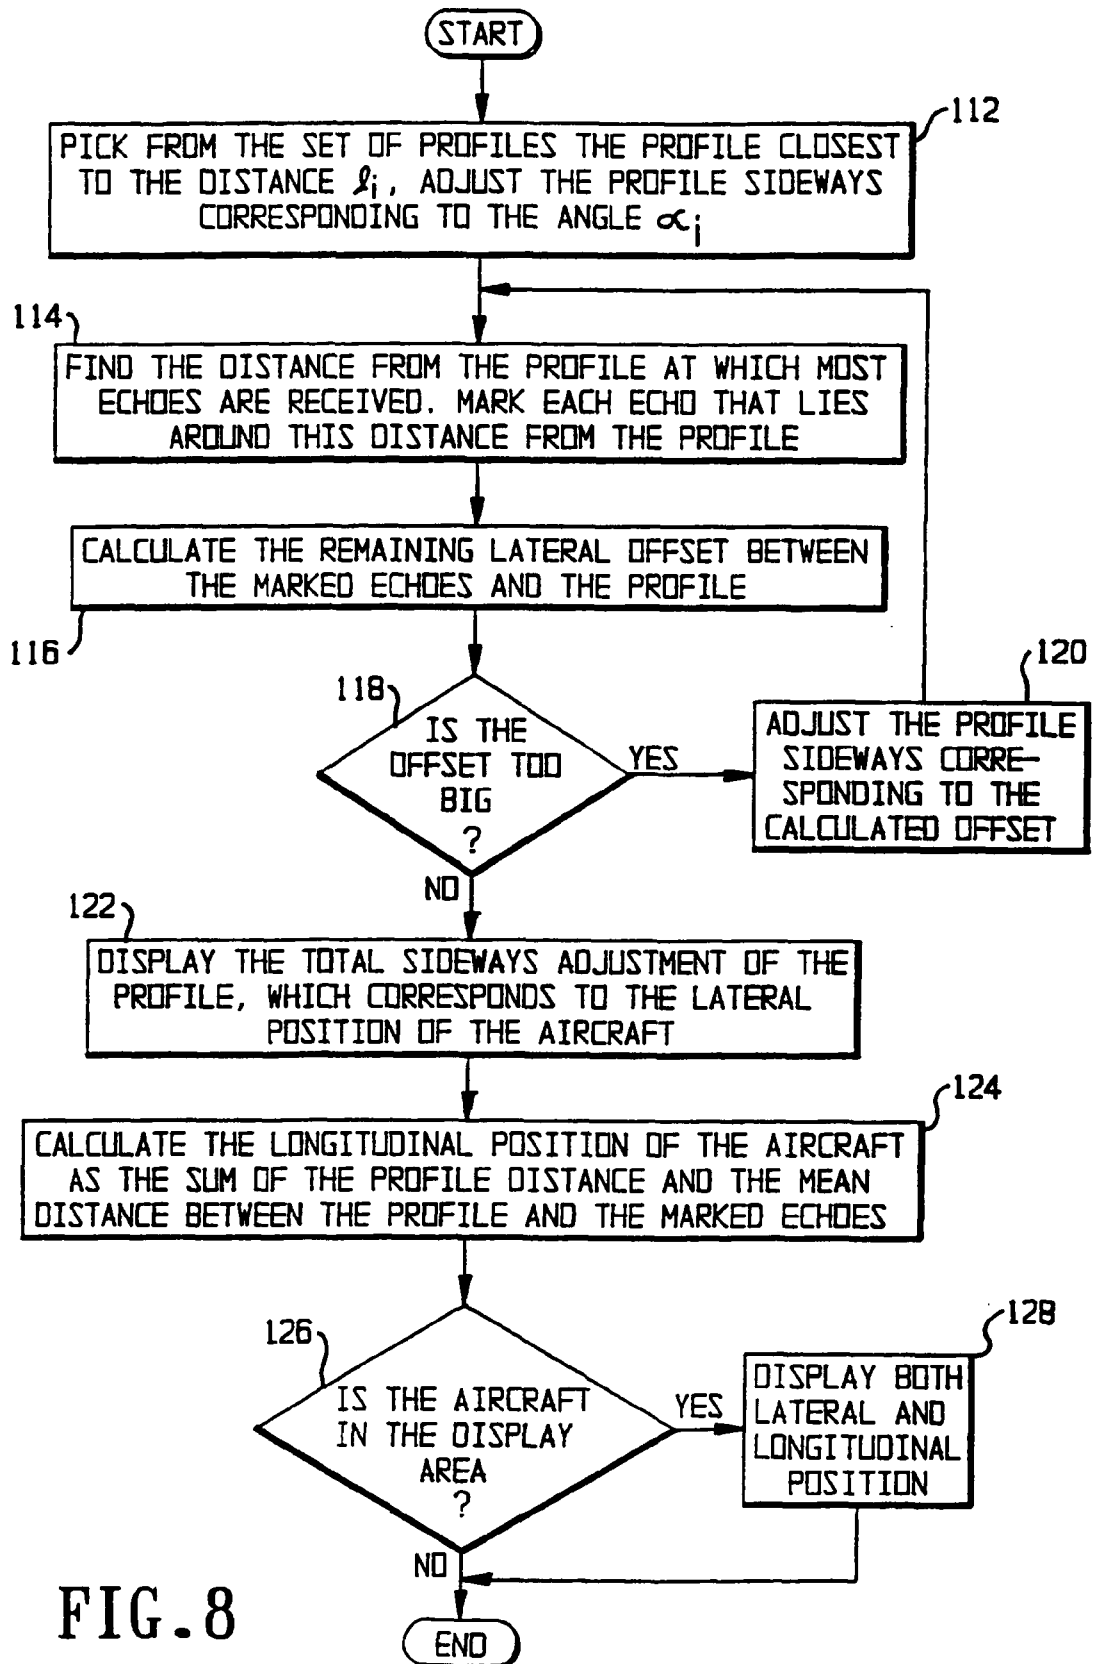 START
112
PICK FROM THE SET OF PROFILES THE PROFILE CLOSEST
TO THE DISTANCE ℓi, ADJUST THE PROFILE SIDEWAYS
CORRESPONDING TO THE ANGLE αi
114
FIND THE DISTANCE FROM THE PROFILE AT WHICH MOST
ECHOES ARE RECEIVED. MARK EACH ECHO THAT LIES
AROUND THIS DISTANCE FROM THE PROFILE
CALCULATE THE REMAINING LATERAL OFFSET BETWEEN
THE MARKED ECHOES AND THE PROFILE
116
118
IS THE
OFFSET TOO
BIG
?
YES
120
ADJUST THE PROFILE
SIDEWAYS CORRE-
SPONDING TO THE
CALCULATED OFFSET
NO
122
DISPLAY THE TOTAL SIDEWAYS ADJUSTMENT OF THE
PROFILE, WHICH CORRESPONDS TO THE LATERAL
POSITION OF THE AIRCRAFT
124
CALCULATE THE LONGITUDINAL POSITION OF THE AIRCRAFT
AS THE SUM OF THE PROFILE DISTANCE AND THE MEAN
DISTANCE BETWEEN THE PROFILE AND THE MARKED ECHOES
126
IS THE AIRCRAFT
IN THE DISPLAY
AREA
?
YES
128
DISPLAY BOTH
LATERAL AND
LONGITUDINAL
POSITION
NO
END
FIG.8